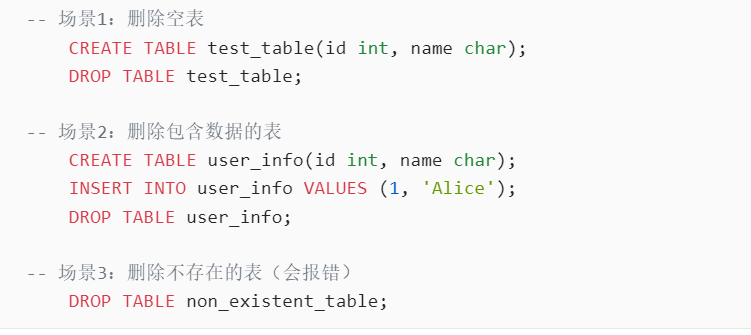 -- 场景1：删除空表
CREATE TABLE test_table(id int, name char);
DROP TABLE test_table;
-- 场景2：删除包含数据的表
CREATE TABLE user_info(id int, name char);
INSERT INTO user_info VALUES (1, 'Alice');
DROP TABLE user_info;
-- 场景3：删除不存在的表（会报错）
DROP TABLE non_existent_table;